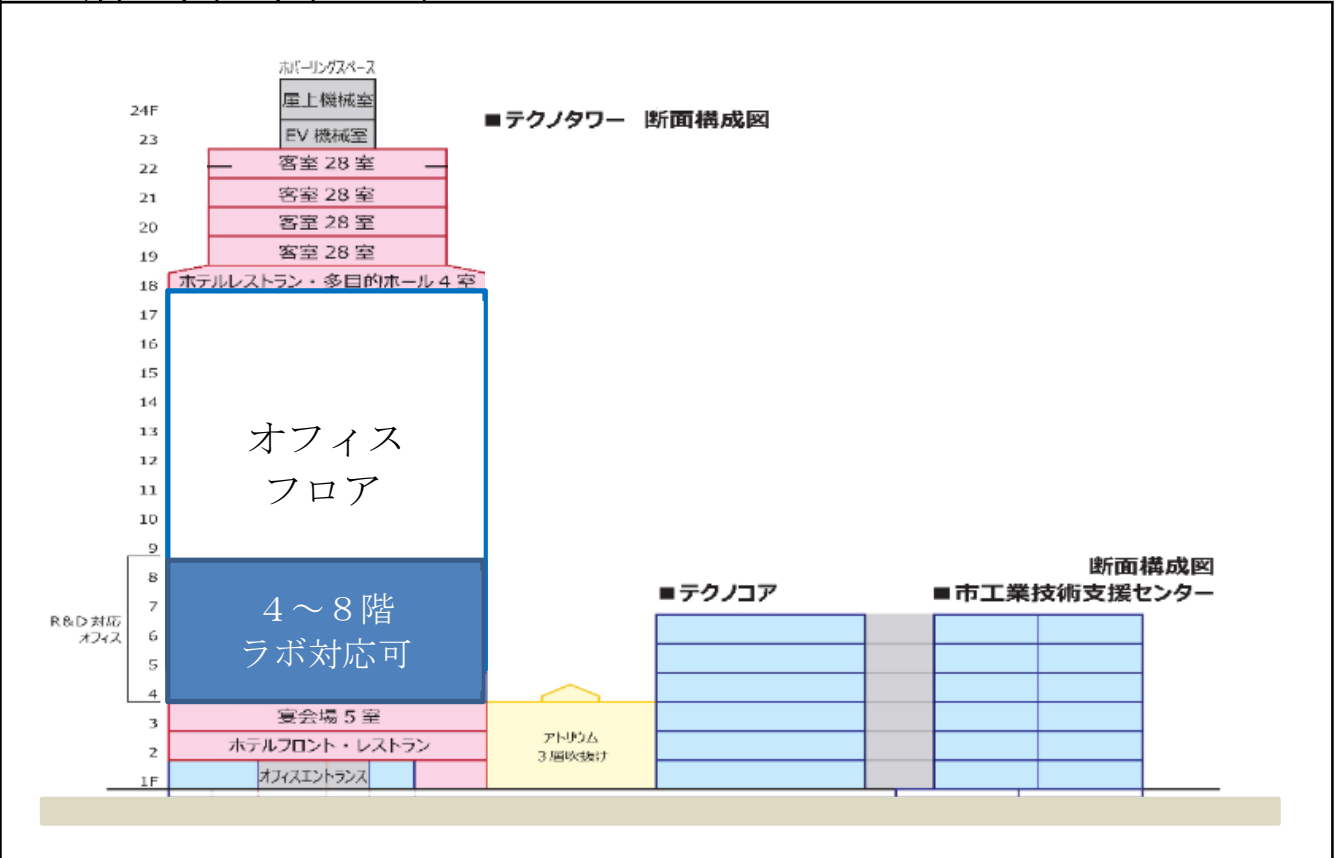 ホバーリングスペース
屋上機械室
EV 機械室
■テクノタワー 断面構成図
24F
23
22
21
20
19
18
17
16
15
14
13
12
11
10
9
8
7
6
5
4
3
2
1F
客室 28 室
客室 28 室
客室 28 室
客室 28 室
ホテルレストラン・多目的ホール 4 室
オフィス
フロア
R&D 対応
オフィス
4～8階
ラボ対応可
宴会場 5 室
ホテルフロント・レストラン
オフィスエントランス
アトリウム
3 層吹抜け
■テクノコア
断面構成図
■市工業技術支援センター